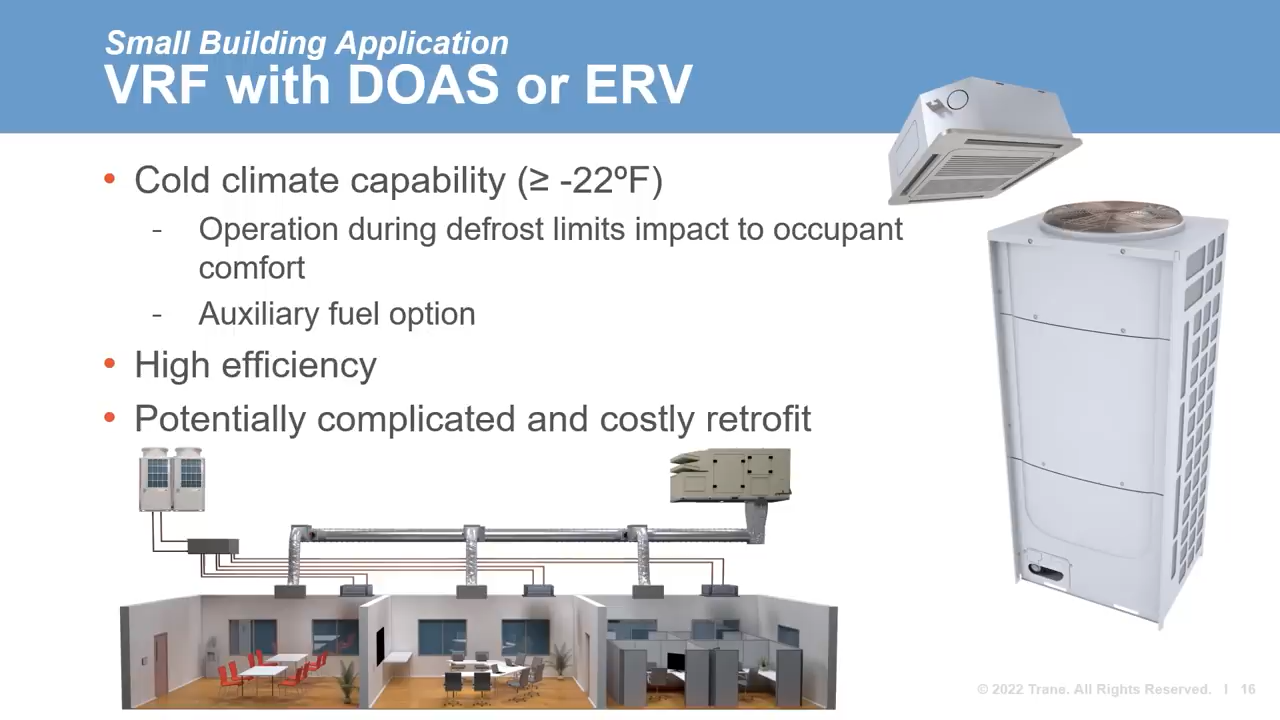 Small Building Application
VRF with DOAS or ERV
• Cold climate capability (≥ -22ºF)
- Operation during defrost limits impact to occupant
comfort
- Auxiliary fuel option
• High efficiency
• Potentially complicated and costly retrofit
© 2022 Trane. All Rights Reserved. | 16